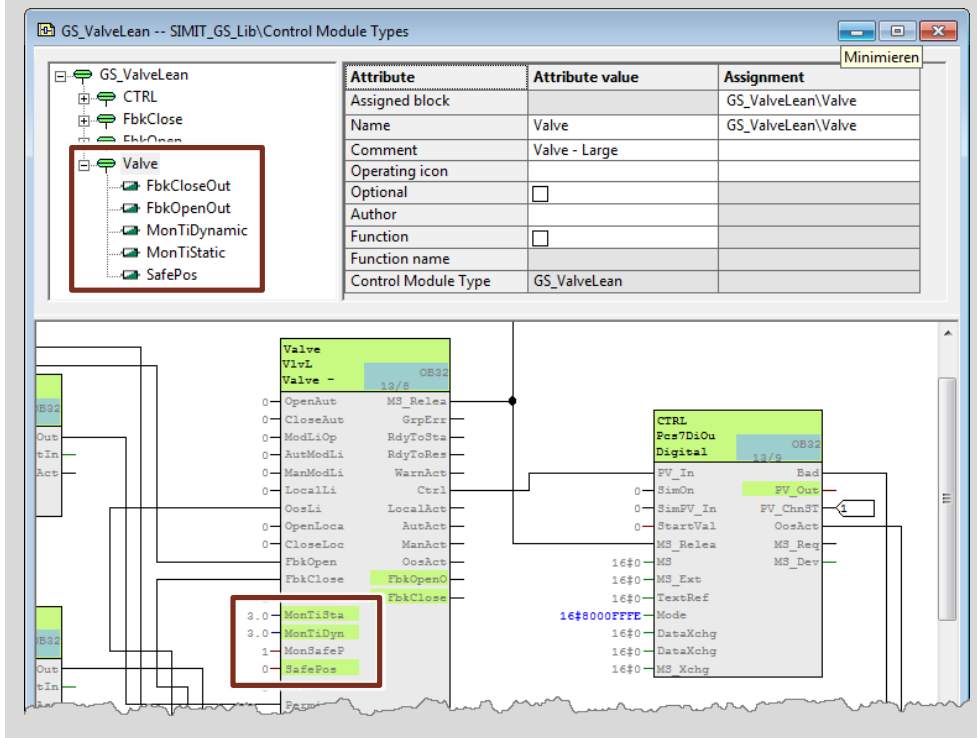 GS_ValveLean -- SIMIT_GS_Lib\Control Module Types
Minimieren
GS_ValveLean
CTRL
FbkClose
FbkOpen
Valve
FbkCloseOut
FbkOpenOut
MonTiDynamic
MonTiStatic
SafePos
Attribute Attribute value Assignment
Assigned block GS_ValveLean\Valve
Name Valve GS_ValveLean\Valve
Comment Valve - Large
Operating icon
Optional
Author
Function
Function name
Control Module Type GS_ValveLean
Valve
VlvL
Valve - OB32
13/8
0 OpenAut MS_Relea
0 CloseAut GrpErr
0 ModLiOp RdyToSta
0 AutModLi RdyToRes
0 ManModLi WarnAct
0 LocalLi Ctrl
OosLi LocalAct
0 OpenLoca AutAct
0 CloseLoc ManAct
FbkOpen OosAct
FbkClose FbkOpenO
FbkClose
3.0 MonTiSta
3.0 MonTiDyn
1 MonSafeP
0 SafePos
CTRL
Pcs7DiOu
Digital OB32
13/9
PV_In Bad
0 SimOn PV_Out
0 SimPV_In PV_ChnST 1
0 StartVal OosAct
MS_Relea MS_Req
16#0 MS MS_Dev
16#0 MS_Ext
16#0 TextRef
16#8000FFFE Mode
16#0 DataXchg
16#0 DataXchg
16#0 MS_Xchg
OB32
Out
tIn
Act
OB32
Out
tIn